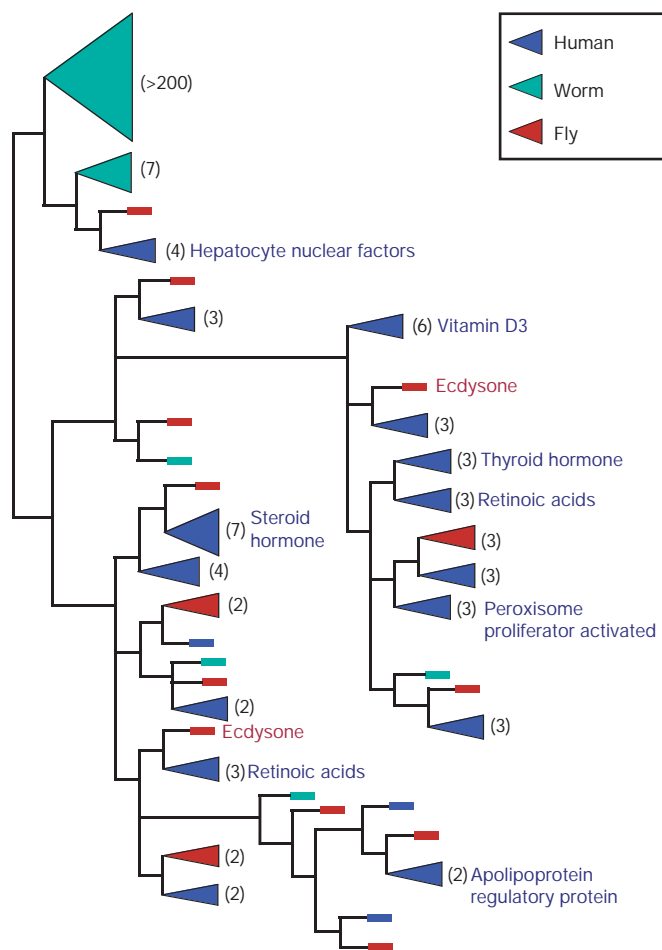 Human
Worm
Fly
(>200)
(7)
(4) Hepatocyte nuclear factors
(3)
(6) Vitamin D3
Ecdysone
(3)
(3) Thyroid hormone
(3) Retinoic acids
(3)
(3)
(3) Peroxisome
proliferator activated
(3)
(7) Steroid
hormone
(4)
(2)
(2)
Ecdysone
(3) Retinoic acids
(2)
(2)
(2) Apolipoprotein
regulatory protein